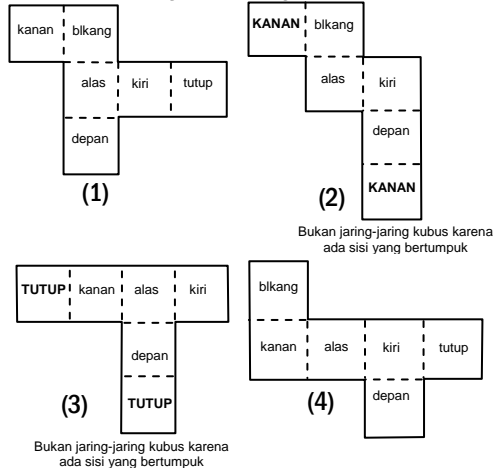 kanan blkang
alas kiri tutup
depan
(1)
KANAN blkang
alas kiri
depan
KANAN
(2)
Bukan jaring-jaring kubus karena
ada sisi yang bertumpuk
TUTUP kanan alas kiri
depan
TUTUP
(3)
Bukan jaring-jaring kubus karena
ada sisi yang bertumpuk
blkang
kanan alas kiri tutup
depan
(4)